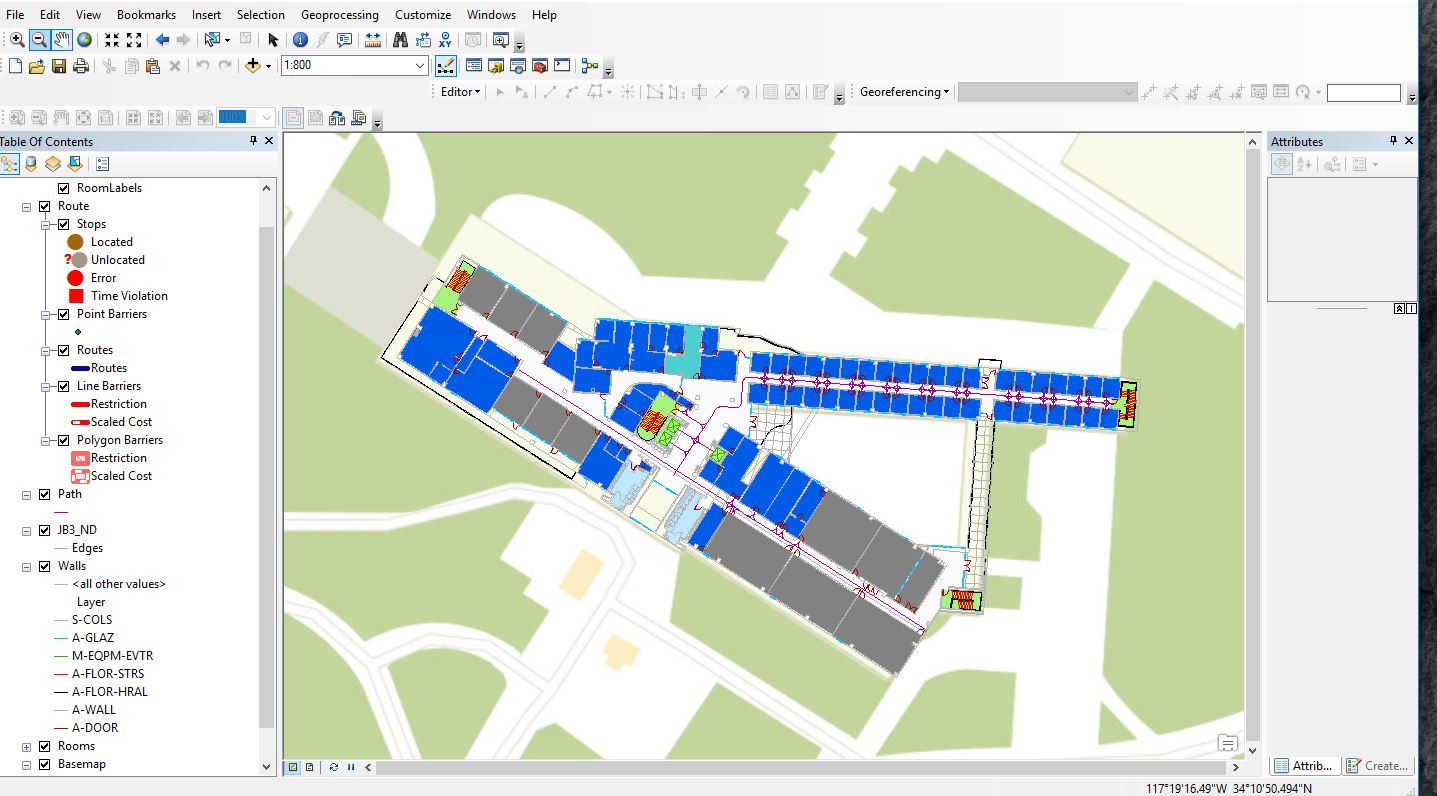 File Edit View Bookmarks Insert Selection Geoprocessing Customize Windows Help
1:800
Editor Georeferencing
100%
Table Of Contents
Attributes
RoomLabels
Route
Stops
Located
? Unlocated
Error
Time Violation
Point Barriers
Routes
Routes
Line Barriers
Restriction
Scaled Cost
Polygon Barriers
Restriction
Scaled Cost
Path
JB3_ND
Edges
Walls
<all other values>
Layer
S-COLS
A-GLAZ
M-EQPM-EVTR
A-FLOR-STRS
A-FLOR-HRAL
A-WALL
A-DOOR
Rooms
Basemap
Attrib... Create...
117°19'16.49"W 34°10'50.494"N